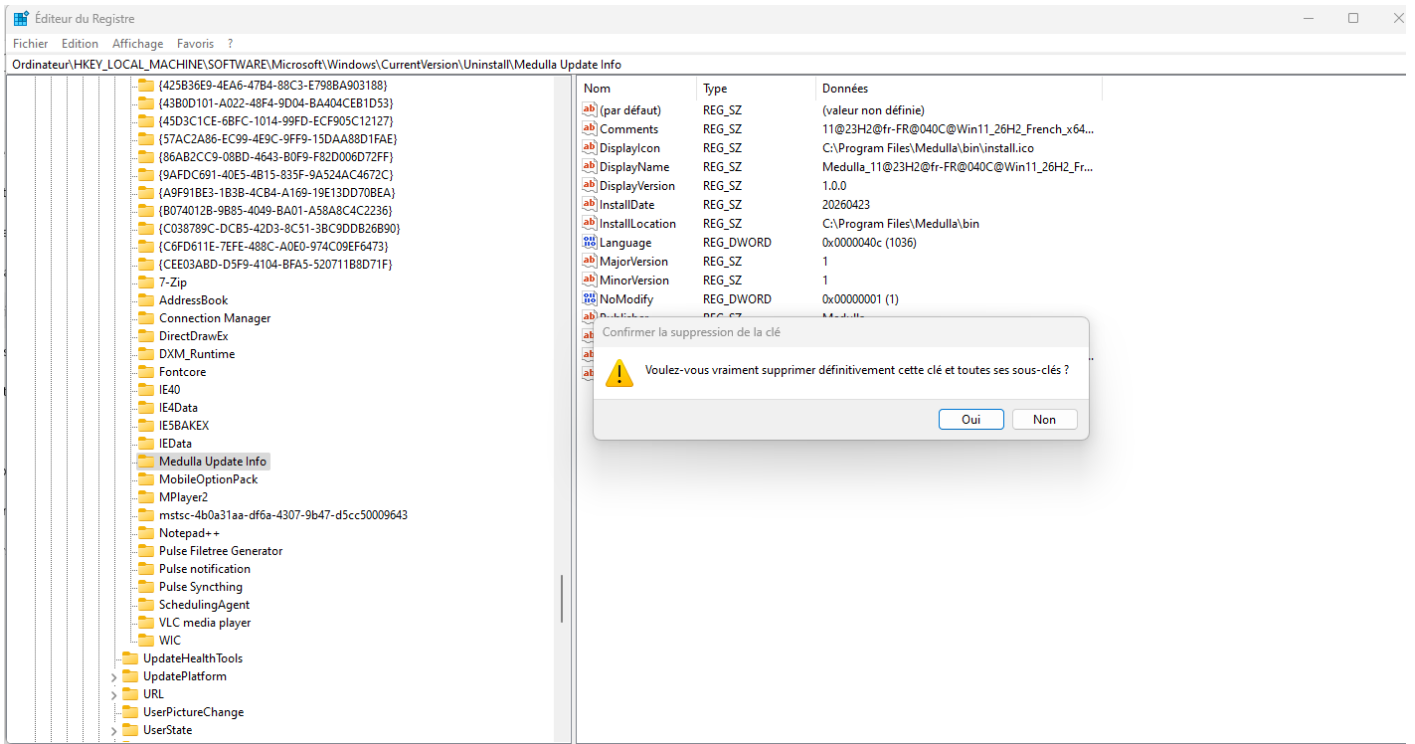 Éditeur du Registre
Fichier Edition Affichage Favoris ?
Ordinateur\HKEY_LOCAL_MACHINE\SOFTWARE\Microsoft\Windows\CurrentVersion\Uninstall\Medulla Update Info
{425B36E9-4EA6-47B4-88C3-E798BA903188}
{43B0D101-A022-48F4-9D04-BA404CEB1D53}
{45D3C1CE-6BFC-1014-99FD-ECF905C12127}
{57AC2A86-EC99-4E9C-9FF9-15DAA88D1FAE}
{86AB2CC9-08BD-4643-B0F9-F82D006D72FF}
{9AFDC691-40E5-4B15-835F-9A524AC4672C}
{A9F91BE3-1B3B-4CB4-A169-19E13DD70BEA}
{B074012B-9B85-4049-BA01-A58A8C4C2236}
{C038789C-DCB5-42D3-8C51-3BC9DDB26B90}
{C6FD611E-7EFE-488C-A0E0-974C09EF6473}
{CEE03ABD-D5F9-4104-BFA5-520711B8D71F}
7-Zip
AddressBook
Connection Manager
DirectDrawEx
DXM_Runtime
Fontcore
IE40
IE4Data
IE5BAKEX
IEData
Medulla Update Info
MobileOptionPack
MPlayer2
mstsc-4b0a31aa-df6a-4307-9b47-d5cc50009643
Notepad++
Pulse Filetree Generator
Pulse notification
Pulse Syncthing
SchedulingAgent
VLC media player
WIC
UpdateHealthTools
UpdatePlatform
URL
UserPictureChange
UserState
Nom Type Données
(par défaut) REG_SZ (valeur non définie)
Comments REG_SZ 11@23H2@fr-FR@040C@Win11_26H2_French_x64...
DisplayIcon REG_SZ C:\Program Files\Medulla\bin\install.ico
DisplayName REG_SZ Medulla_11@23H2@fr-FR@040C@Win11_26H2_Fr...
DisplayVersion REG_SZ 1.0.0
InstallDate REG_SZ 20260423
InstallLocation REG_SZ C:\Program Files\Medulla\bin
Language REG_DWORD 0x0000040c (1036)
MajorVersion REG_SZ 1
MinorVersion REG_SZ 1
NoModify REG_DWORD 0x00000001 (1)
Confirmer la suppression de la clé
Voulez-vous vraiment supprimer définitivement cette clé et toutes ses sous-clés ?
Oui Non